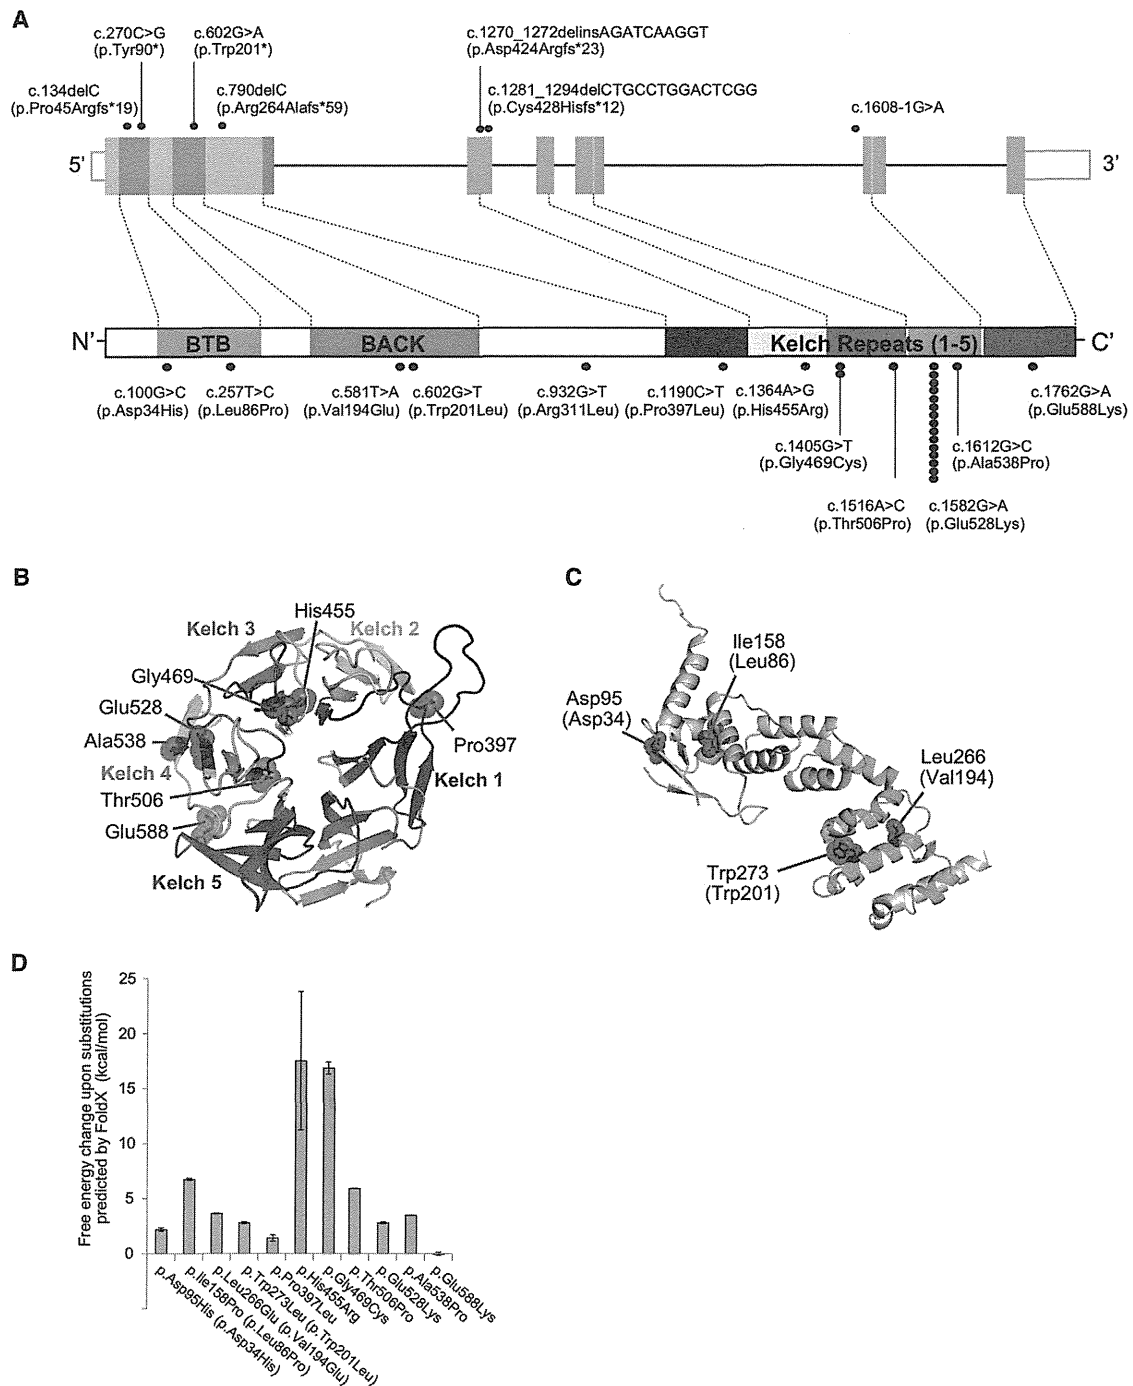 A
c.270C>G
(p.Tyr90*)
c.602G>A
(p.Trp201*)
c.1270_1272delinsAGATCAAGGT
(p.Asp424Argfs*23)
c.134delC
(p.Pro45Argfs*19)
c.790delC
(p.Arg264Alafs*59)
c.1281_1294delCTGCCTGGACTCGG
(p.Cys428Hisfs*12)
c.1608-1G>A
5'
3'
N'
BTB
BACK
Kelch Repeats (1-5)
C'
c.100G>C
(p.Asp34His)
c.257T>C
(p.Leu86Pro)
c.581T>A
(p.Val194Glu)
c.602G>T
(p.Trp201Leu)
c.932G>T
(p.Arg311Leu)
c.1190C>T
(p.Pro397Leu)
c.1364A>G
(p.His455Arg)
c.1762G>A
(p.Glu588Lys)
c.1405G>T
(p.Gly469Cys)
c.1612G>C
(p.Ala538Pro)
c.1516A>C
(p.Thr506Pro)
c.1582G>A
(p.Glu528Lys)
B
His455
Kelch 3
Kelch 2
Gly469
Glu528
Ala538
Pro397
Kelch 4
Kelch 1
Thr506
Glu588
Kelch 5
C
Ile158
(Leu86)
Asp95
(Asp34)
Leu266
(Val194)
Trp273
(Trp201)
D
Free energy change upon substitutions
predicted by FoldX (kcal/mol)
25
20
15
10
5
0
p.Asp95His (p.Asp34His)
p.Ile158Pro (p.Leu86Pro)
p.Leu266Glu (p.Val194Glu)
p.Trp273Leu (p.Trp201Leu)
p.Pro397Leu
p.His455Arg
p.Gly469Cys
p.Thr506Pro
p.Glu528Lys
p.Ala538Pro
p.Glu588Lys